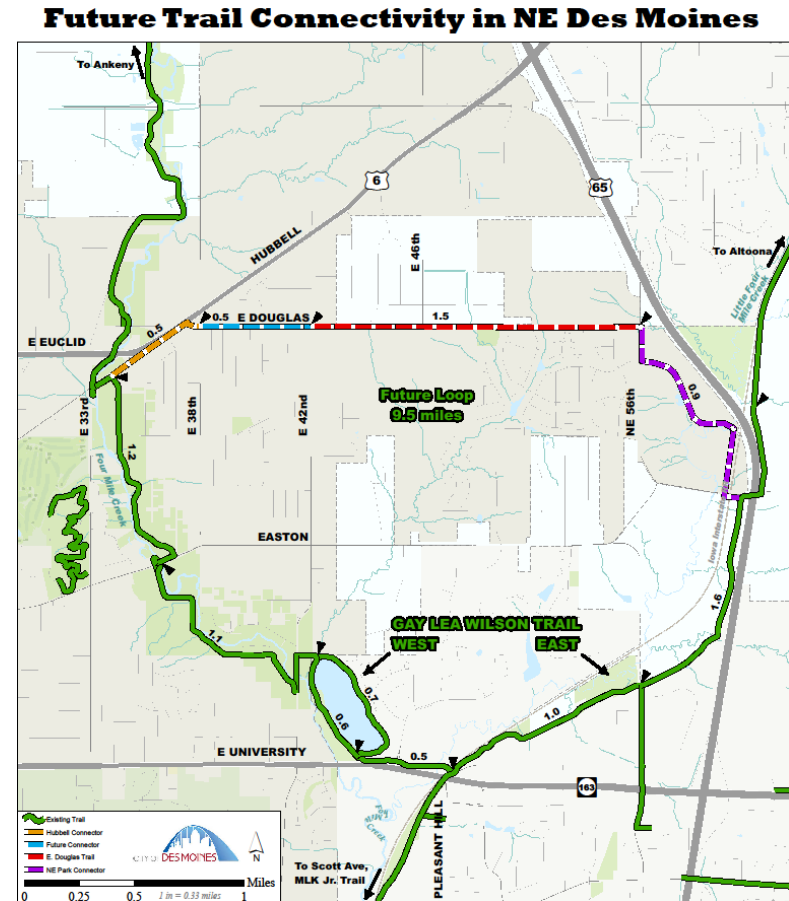 Future Trail Connectivity in NE Des Moines
To Ankeny
6
65
HUBBELL
E 46th
To Altoona
Little Four
Mile Creek
0.5
0.5
E DOUGLAS
1.5
E EUCLID
Future Loop
9.5 miles
0.9
E 33rd
E 38th
E 42nd
NE 56th
1.2
Four Mile Creek
Iowa Interstate
EASTON
1.6
GAY LEA WILSON TRAIL
WEST
EAST
1.1
0.7
0.6
1.0
E UNIVERSITY
0.5
163
PLEASANT HILL
To Scott Ave,
MLK Jr. Trail
Existing Trail
Hubbell Connector
Future Connector
E. Douglas Trail
NE Park Connector
CITY OF DES MOINES
N
Miles
0
0.25
0.5
1 in = 0.33 miles
1